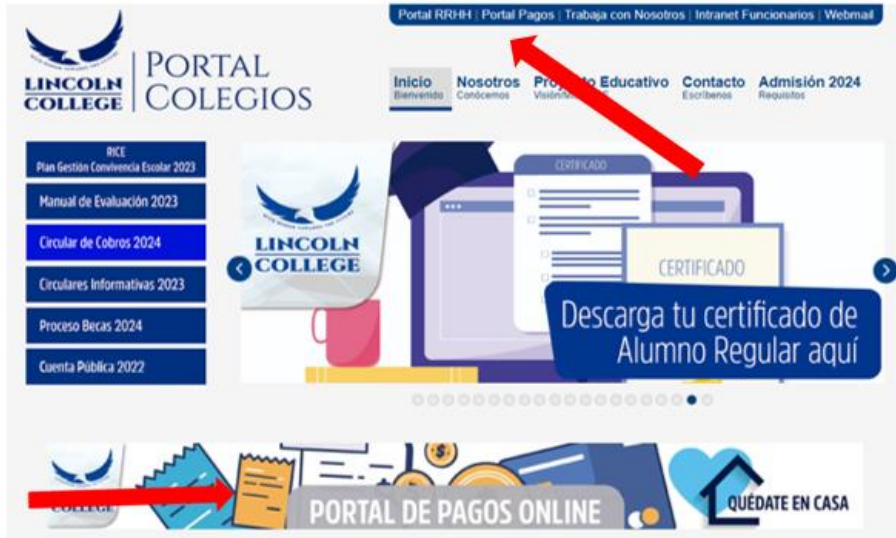 Portal RRHH | Portal Pagos | Trabaja con Nosotros | Intranet Funcionarios | Webmail
LINCOLN
COLLEGE
PORTAL
COLEGIOS
Inicio
Bienvenido
Nosotros
Conócemos
Educativo
Contacto
Escríbenos
Admisión 2024
Requisitos
RICE
Plan Gestión Convivencia Escolar 2023
Manual de Evaluación 2023
Circular de Cobros 2024
Circulares Informativas 2023
Proceso Becas 2024
Cuenta Pública 2022
LINCOLN
COLLEGE
CERTIFICADO
CERTIFICADO
Descarga tu certificado de
Alumno Regular aquí
PORTAL DE PAGOS ONLINE
QUÉDATE EN CASA